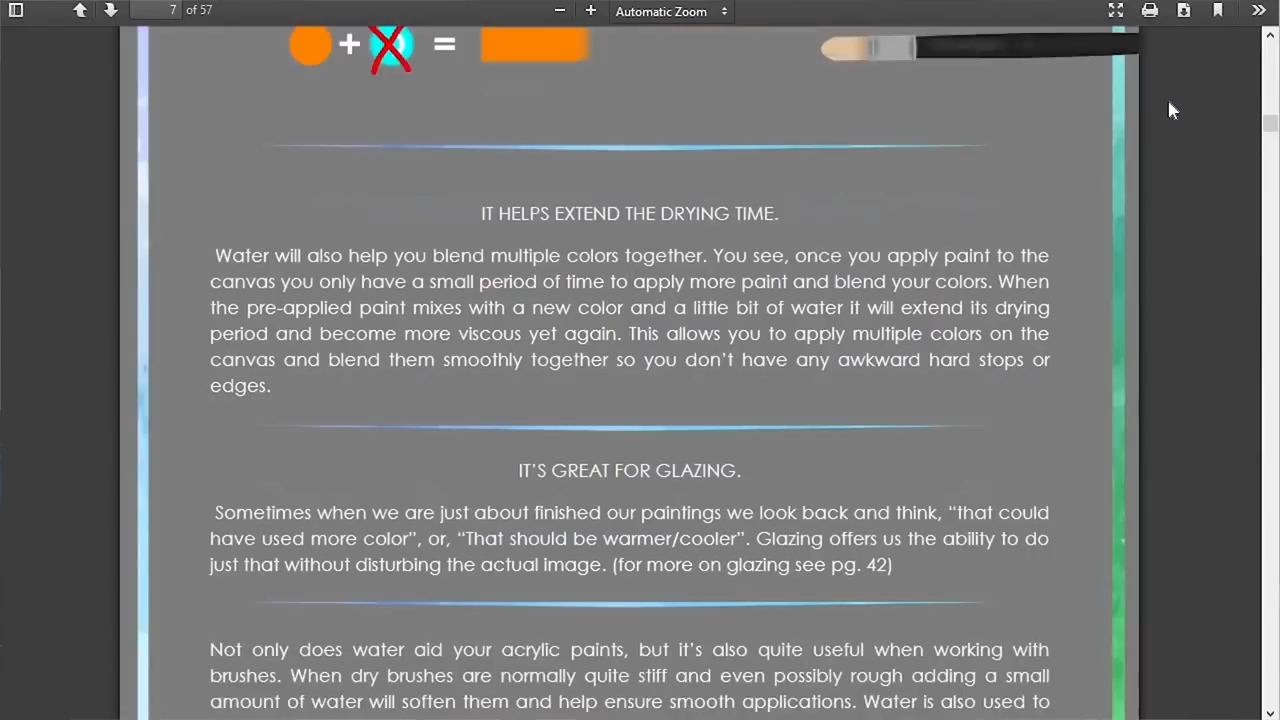 7 of 57
Automatic Zoom
+ =
IT HELPS EXTEND THE DRYING TIME.
Water will also help you blend multiple colors together. You see, once you apply paint to the
canvas you only have a small period of time to apply more paint and blend your colors. When
the pre-applied paint mixes with a new color and a little bit of water it will extend its drying
period and become more viscous yet again. This allows you to apply multiple colors on the
canvas and blend them smoothly together so you don't have any awkward hard stops or
edges.
IT'S GREAT FOR GLAZING.
Sometimes when we are just about finished our paintings we look back and think, “that could
have used more color”, or, “That should be warmer/cooler”. Glazing offers us the ability to do
just that without disturbing the actual image. (for more on glazing see pg. 42)
Not only does water aid your acrylic paints, but it's also quite useful when working with
brushes. When dry brushes are normally quite stiff and even possibly rough adding a small
amount of water will soften them and help ensure smooth applications. Water is also used to